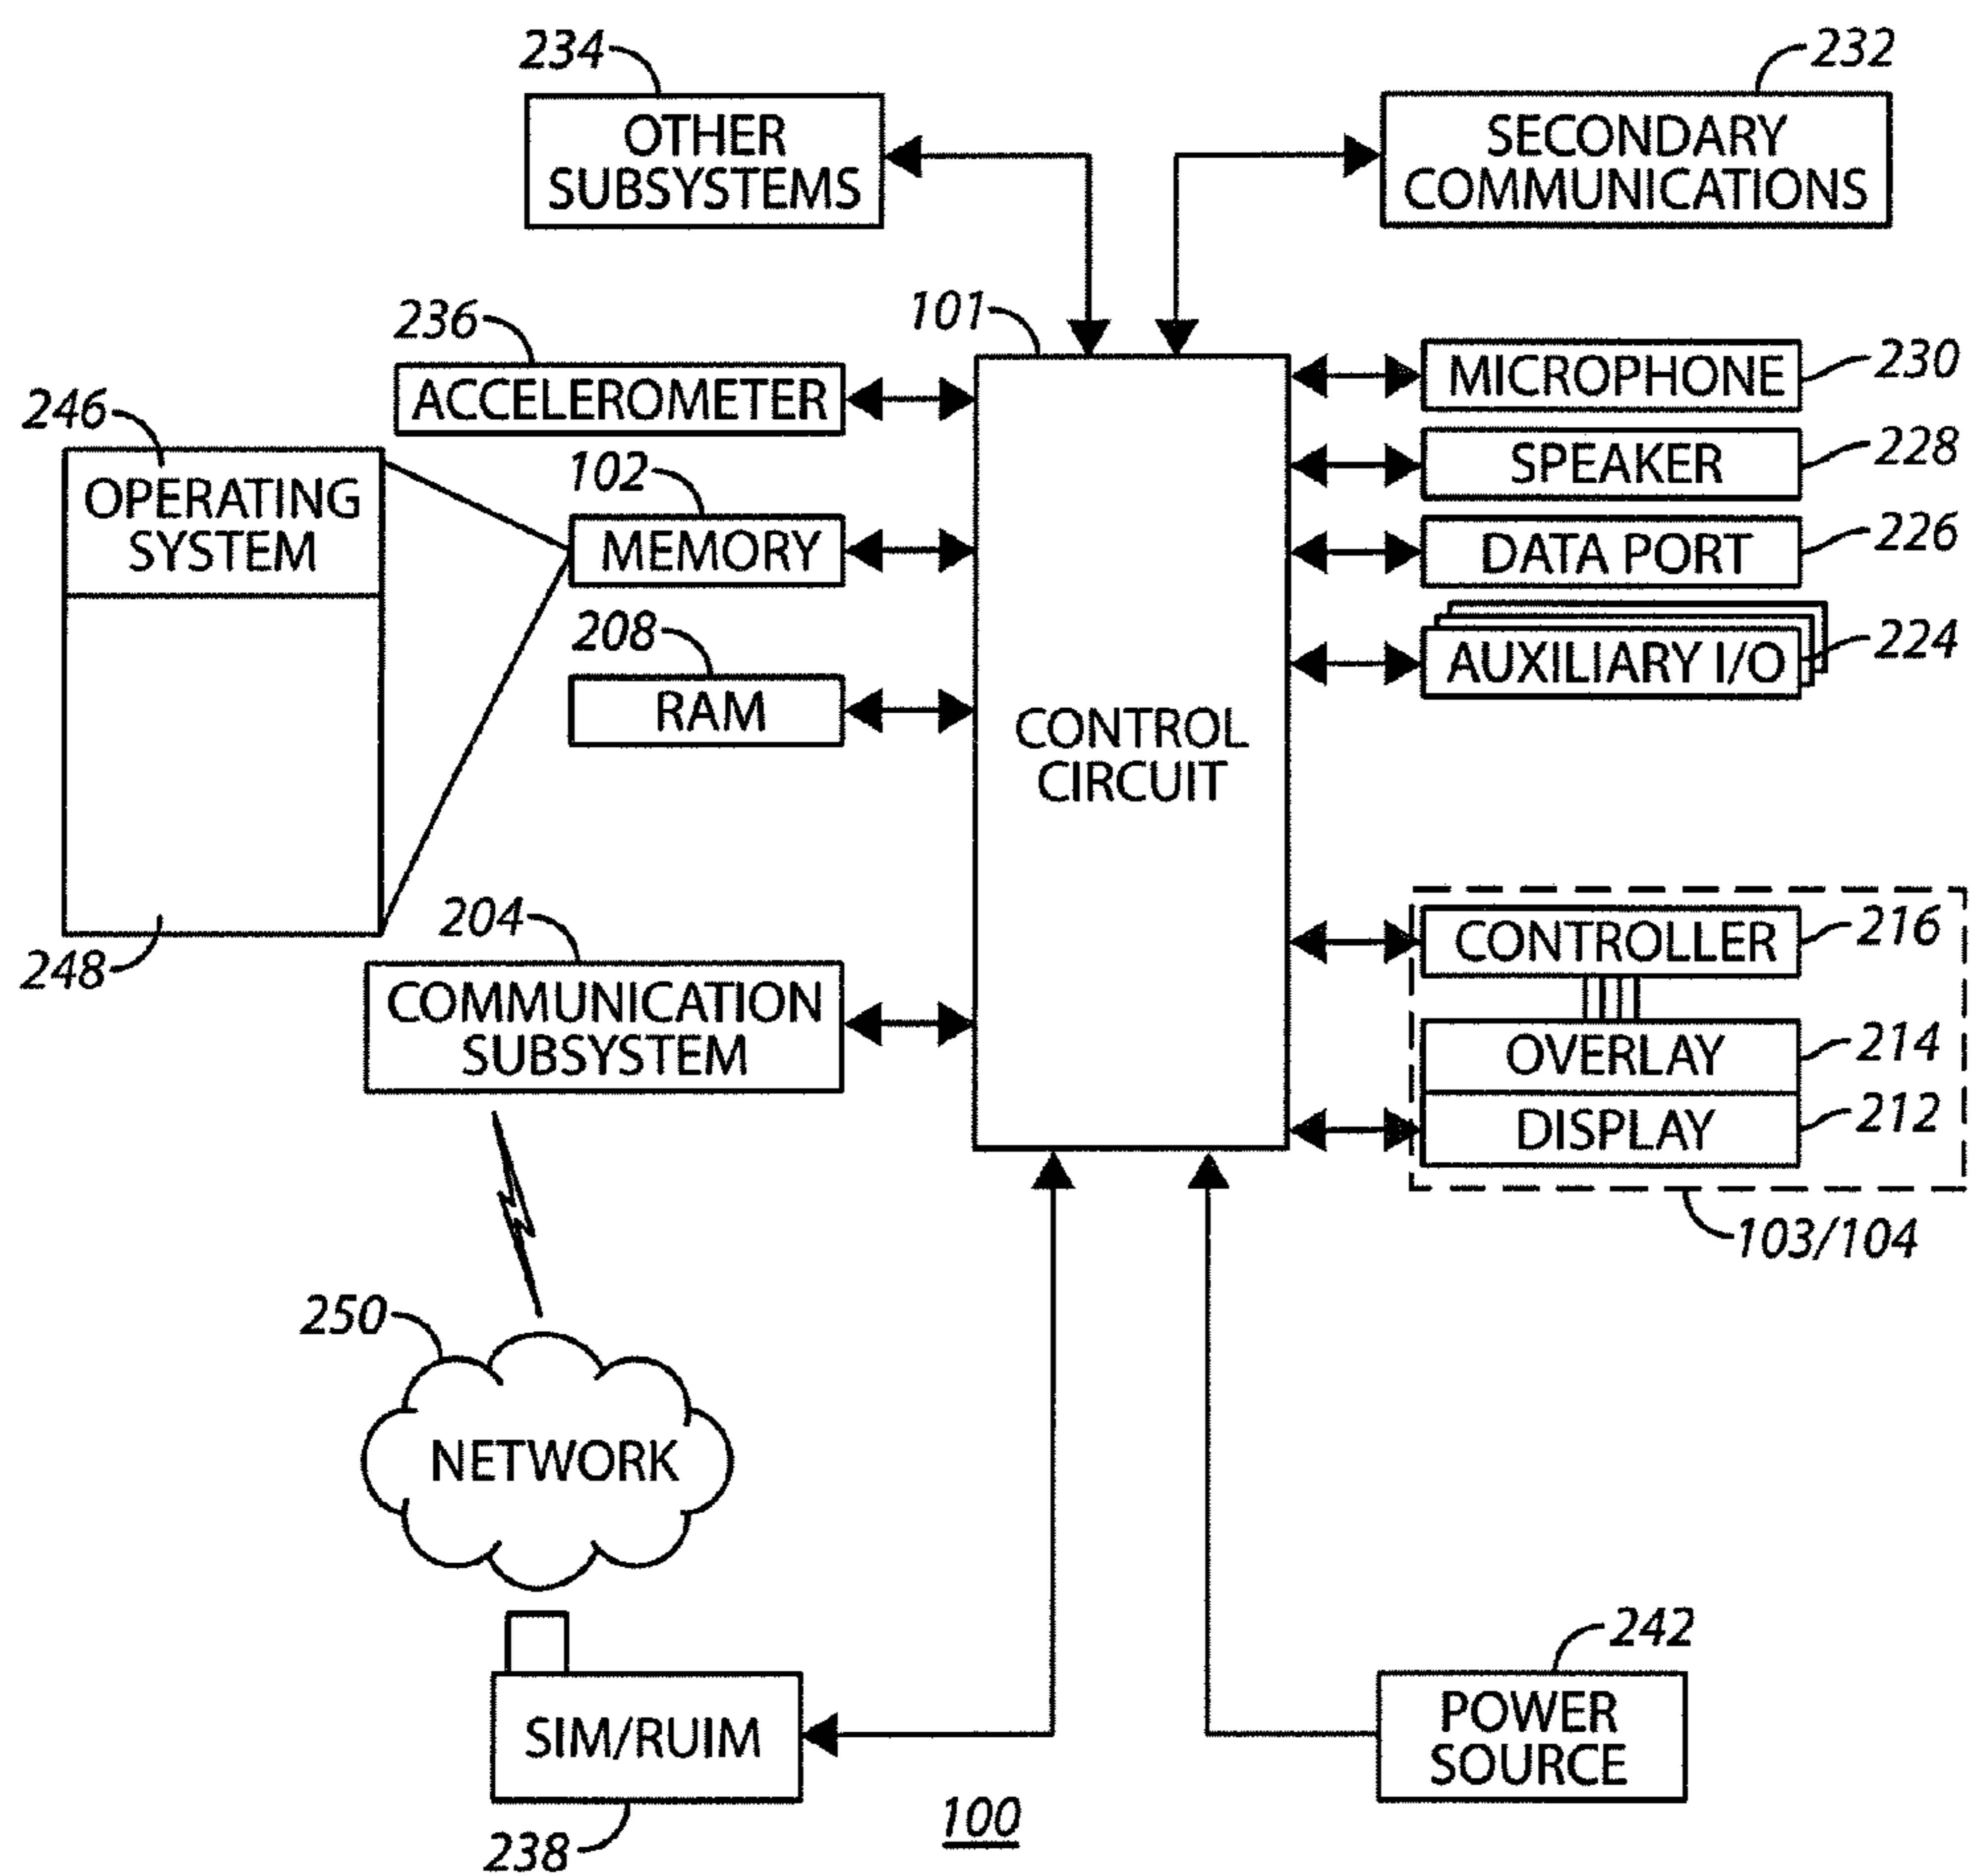 234
OTHER
SUBSYSTEMS
232
SECONDARY
COMMUNICATIONS
236
ACCELEROMETER
101
MICROPHONE
230
246
OPERATING
SYSTEM
102
MEMORY
SPEAKER
228
DATA PORT
226
208
RAM
AUXILIARY I/O
224
CONTROL
CIRCUIT
248
204
COMMUNICATION
SUBSYSTEM
CONTROLLER
216
OVERLAY
214
DISPLAY
212
103/104
250
NETWORK
SIM/RUIM
238
242
POWER
SOURCE
100